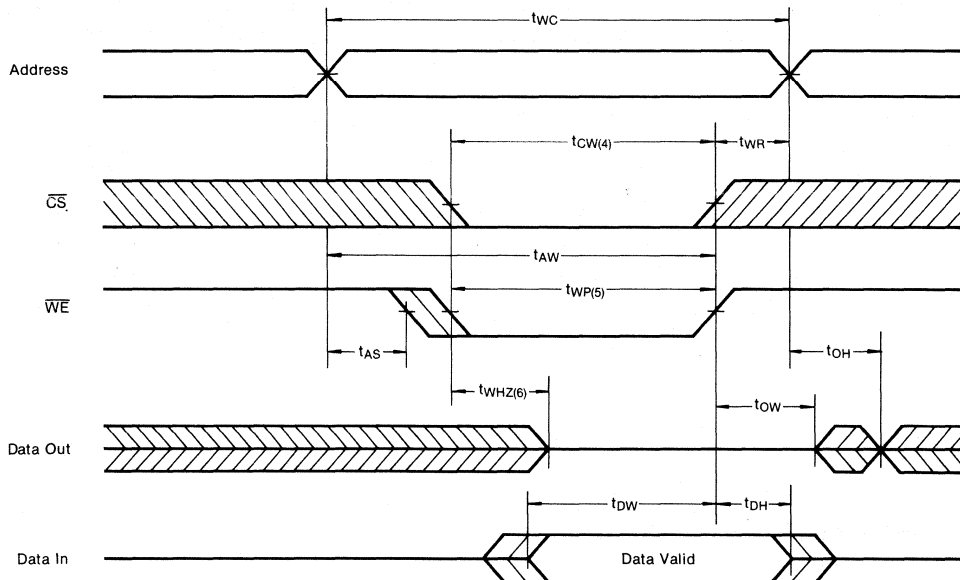 tWC
Address
tCW(4)
tWR
CS
tAW
tWP(5)
WE
tAS
tOH
tWHZ(6)
tOW
Data Out
tDW
tDH
Data In
Data Valid